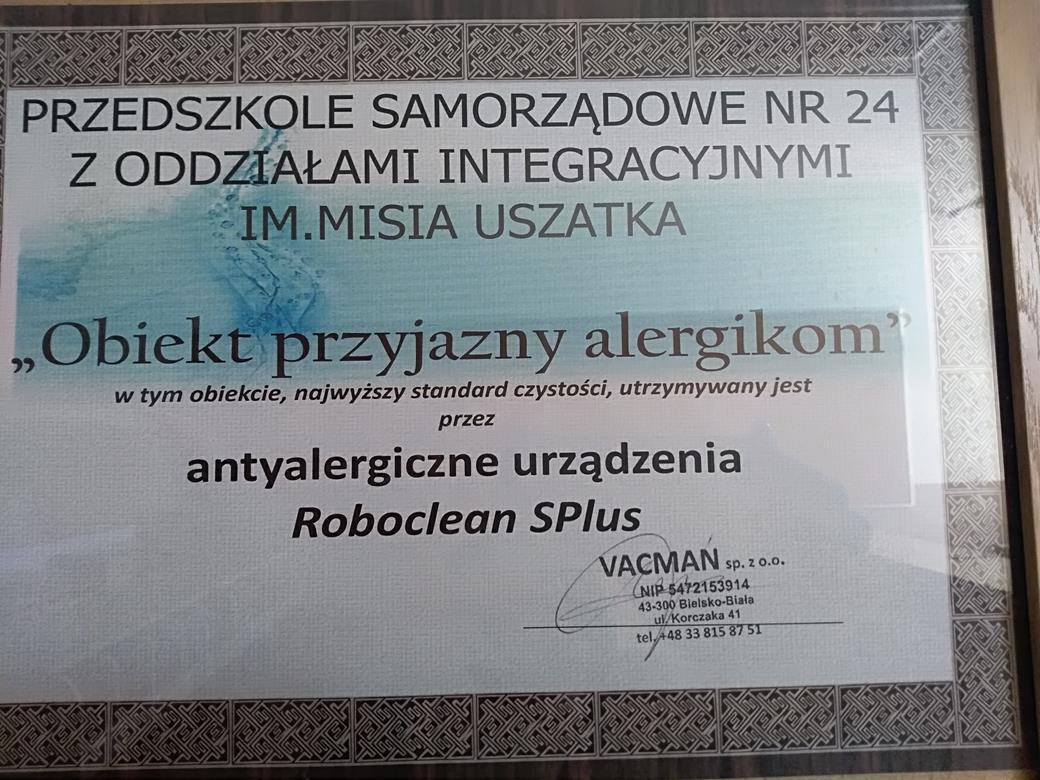 PRZEDSZKOLE SAMORZĄDOWE NR 24
Z ODDZIAŁAMI INTEGRACYJNYMI
IM.MISIA USZATKA
„Obiekt przyjazny alergikom”
w tym obiekcie, najwyższy standard czystości, utrzymywany jest
przez
antyalergiczne urządzenia
Roboclean SPlus
VACMAŃ sp. z o.o.
NIP 5472153914
43-300 Bielsko-Biała
ul. Korczaka 41
tel. +48 33 815 87 51